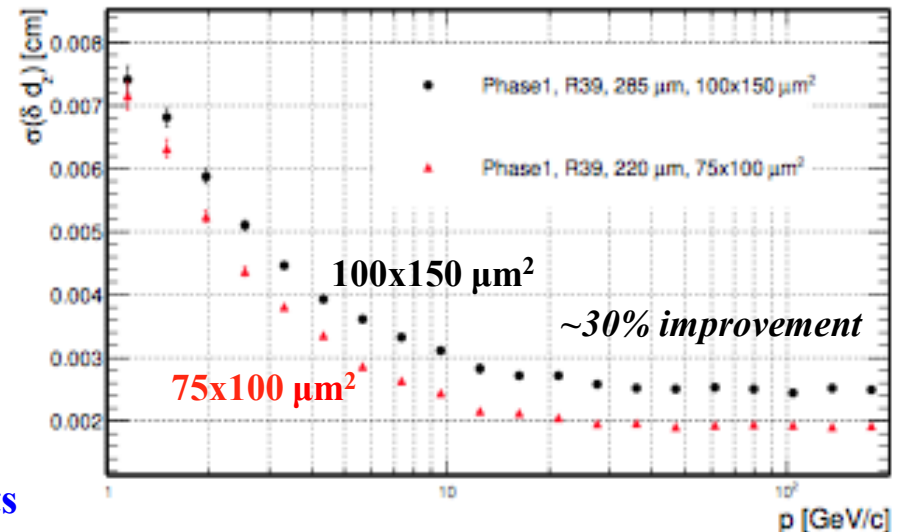 σ(δ d_z) [cm]
0.008
0.007
0.006
0.005
0.004
0.003
0.002
Phase1, R39, 285 μm, 100x150 μm²
Phase1, R39, 220 μm, 75x100 μm²
100x150 μm²
~30% improvement
75x100 μm²
1
10
10²
p [GeV/c]